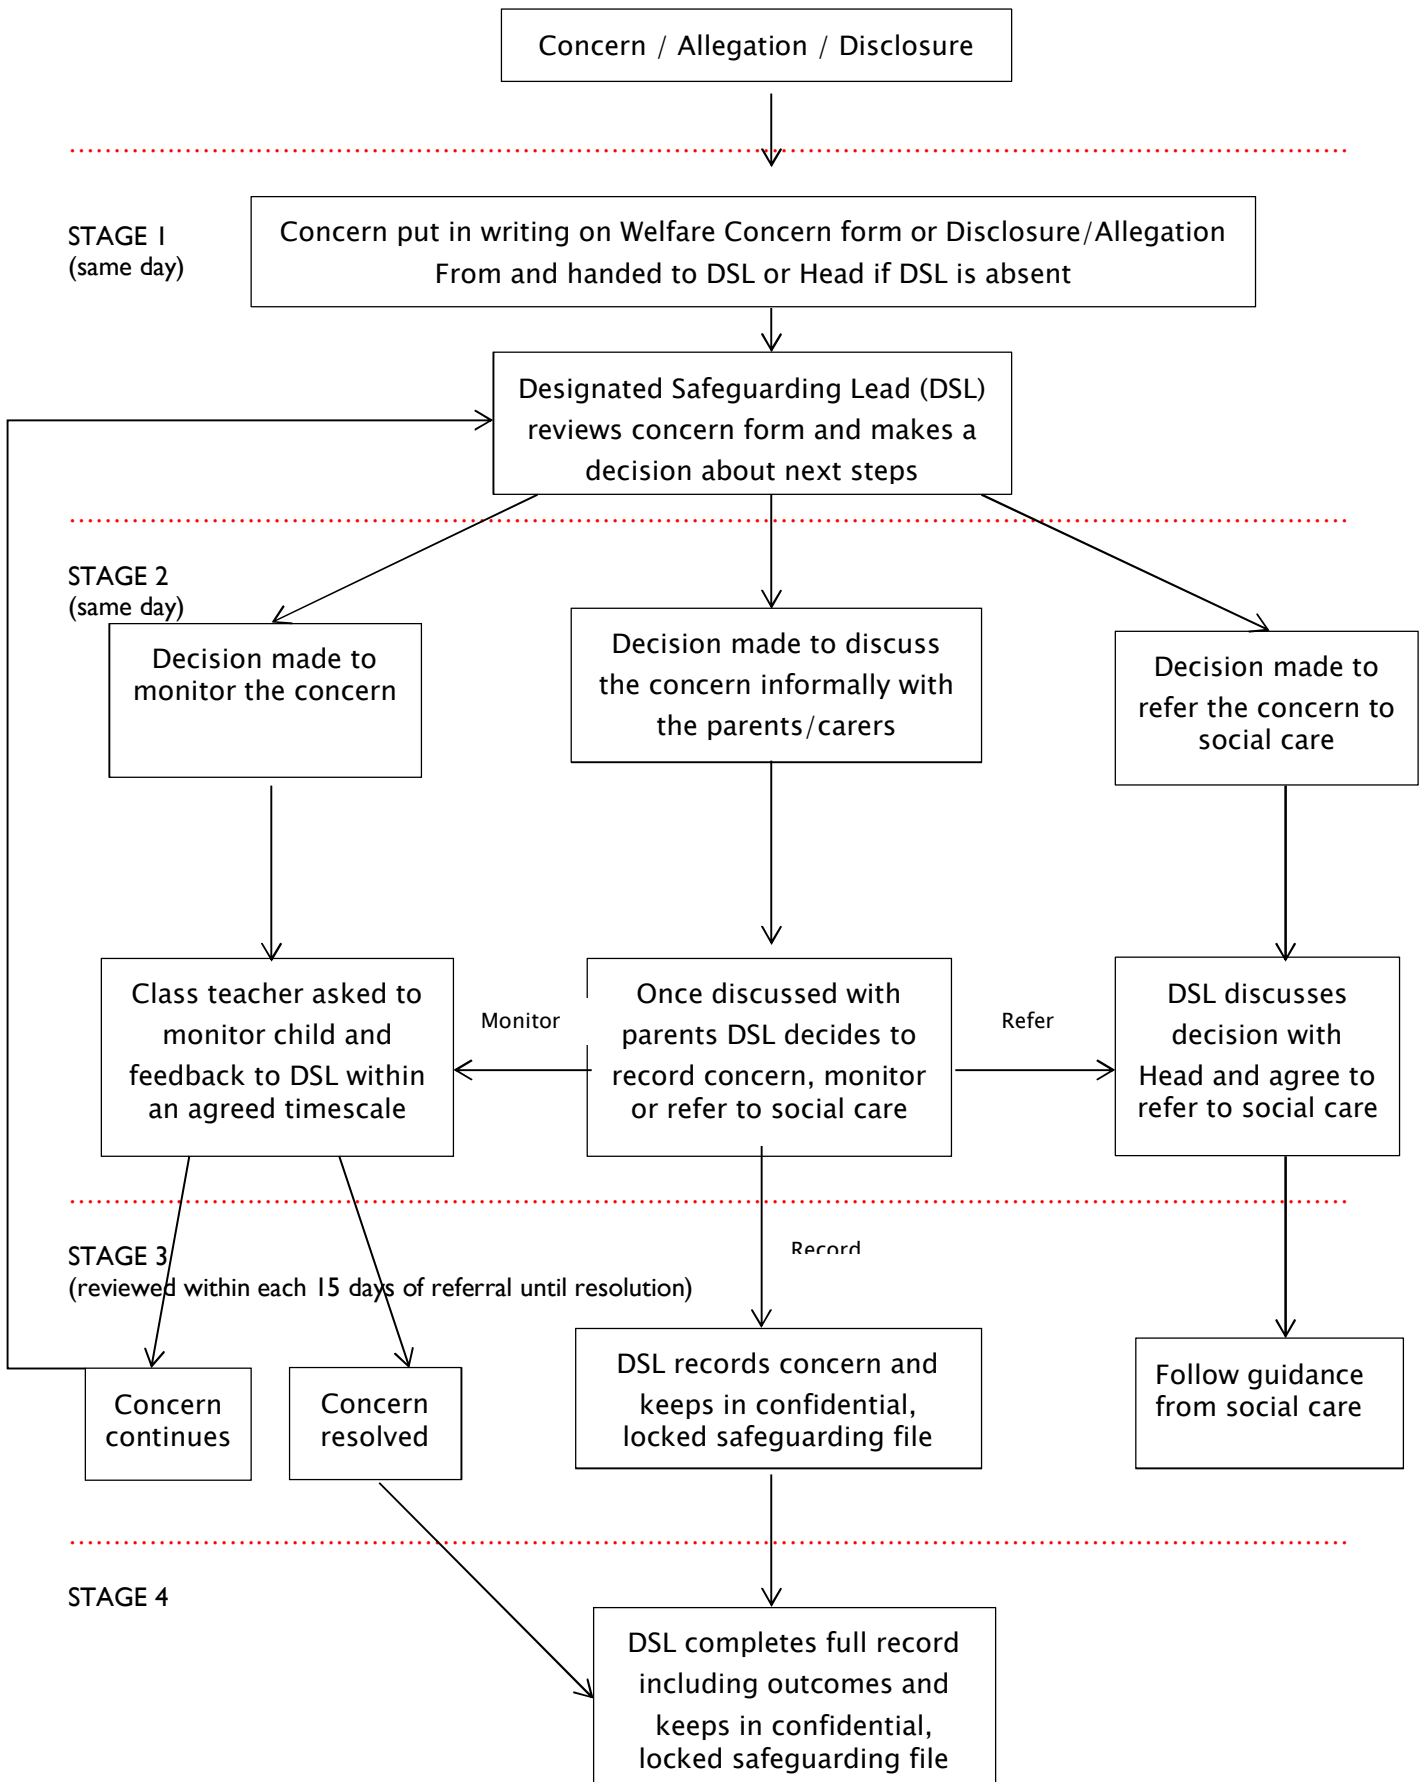 Concern / Allegation / Disclosure
STAGE 1
(same day)
Concern put in writing on Welfare Concern form or Disclosure/Allegation
From and handed to DSL or Head if DSL is absent
Designated Safeguarding Lead (DSL)
reviews concern form and makes a
decision about next steps
STAGE 2
(same day)
Decision made to
monitor the concern
Decision made to discuss
the concern informally with
the parents/carers
Decision made to
refer the concern to
social care
Class teacher asked to
monitor child and
feedback to DSL within
an agreed timescale
Monitor
Once discussed with
parents DSL decides to
record concern, monitor
or refer to social care
Refer
DSL discusses
decision with
Head and agree to
refer to social care
STAGE 3
(reviewed within each 15 days of referral until resolution)
Record
Concern
continues
Concern
resolved
DSL records concern and
keeps in confidential,
locked safeguarding file
Follow guidance
from social care
STAGE 4
DSL completes full record
including outcomes and
keeps in confidential,
locked safeguarding file